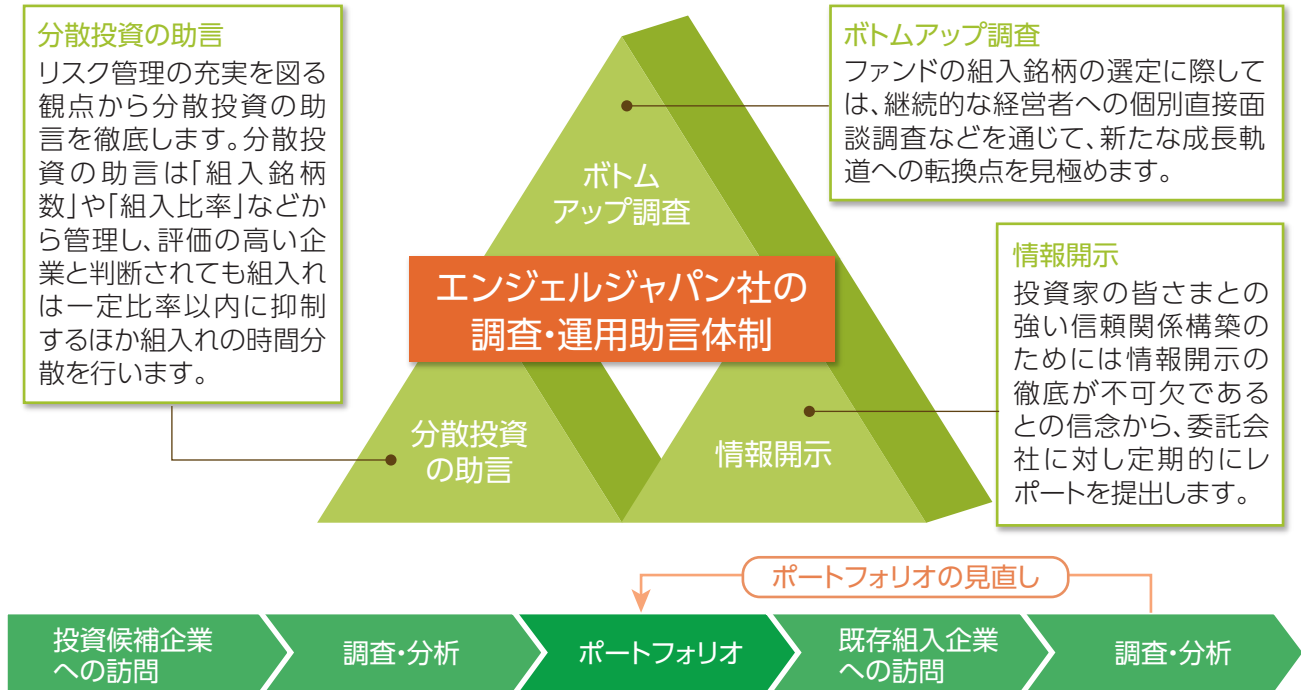 分散投資の助言
リスク管理の充実を図る
観点から分散投資の助
言を徹底します。分散投
資の助言は「組入銘柄
数」や「組入比率」などか
ら管理し、評価の高い企
業と判断されても組入れ
は一定比率以内に抑制
するほか組入れの時間分
散を行います。
ボトムアップ調査
ファンドの組入銘柄の選定に際して
は、継続的な経営者への個別直接面
談調査などを通じて、新たな成長軌
道への転換点を見極めます。
ボトム
アップ調査
エンジェルジャパン社の
調査・運用助言体制
情報開示
投資家の皆さまとの
強い信頼関係構築の
ためには情報開示の
徹底が不可欠である
との信念から、委託会
社に対し定期的にレ
ポートを提出します。
分散投資
の助言
情報開示
ポートフォリオの見直し
投資候補企業
への訪問
調査・分析
ポートフォリオ
既存組入企業
への訪問
調査・分析